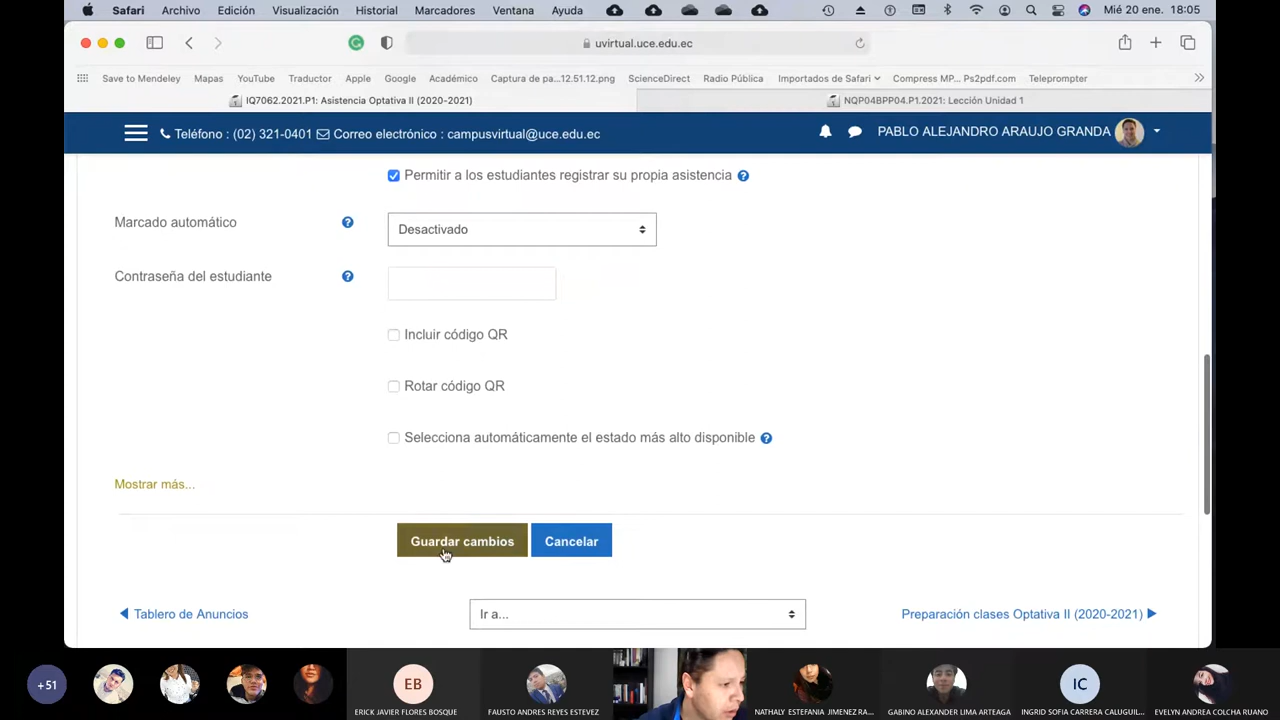 Safari Archivo Edición Visualización Historial Marcadores Ventana Ayuda Mié 20 ene. 18:05
uvirtual.uce.edu.ec
Save to Mendeley Mapas YouTube Traductor Apple Google Académico Captura de pa...12.51.12.png ScienceDirect Radio Pública Importados de Safari Compress MP... Ps2pdf.com Teleprompter
IQ7062.2021.P1: Asistencia Optativa II (2020-2021) NQP04BPP04.P1.2021: Lección Unidad 1
Teléfono : (02) 321-0401 Correo electrónico : campusvirtual@uce.edu.ec PABLO ALEJANDRO ARAUJO GRANDA
Permitir a los estudiantes registrar su propia asistencia
Marcado automático Desactivado
Contraseña del estudiante
Incluir código QR
Rotar código QR
Selecciona automáticamente el estado más alto disponible
Mostrar más...
Guardar cambios Cancelar
Tablero de Anuncios Ir a... Preparación clases Optativa II (2020-2021)
+51 EB IC
ERICK JAVIER FLORES BOSQUE FAUSTO ANDRES REYES ESTEVEZ NATHALY ESTEFANIA JIMENEZ RA... GABINO ALEXANDER LIMA ARTEAGA INGRID SOFIA CARRERA CALUGUIL... EVELYN ANDREA COLCHA RUANO